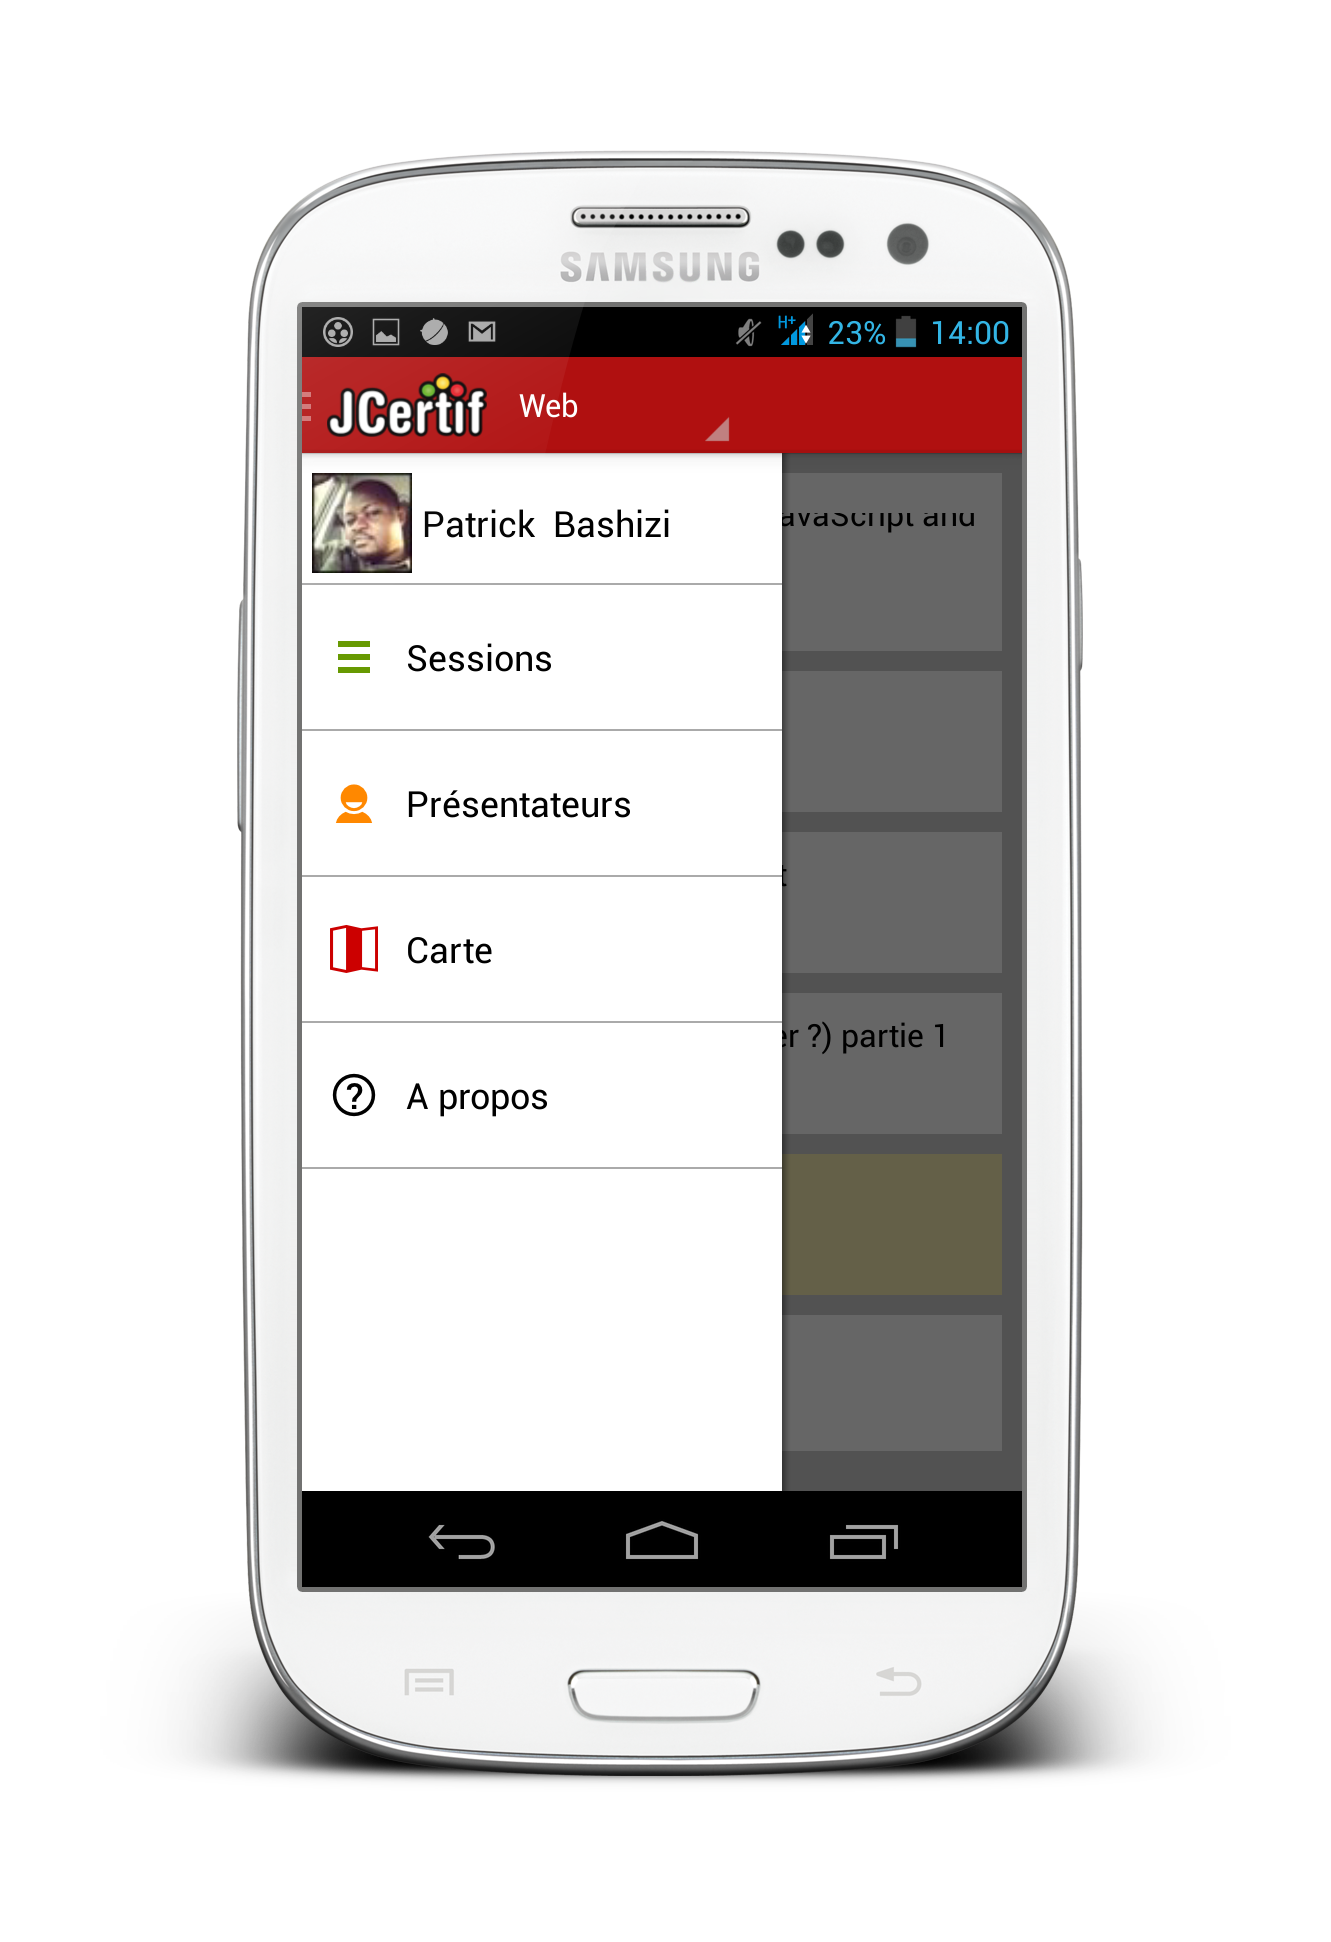 SAMSUNG
H+ 23% 14:00
JCertif Web
Patrick Bashizi
avaScript and
Sessions
Présentateurs
t
Carte
er ?) partie 1
A propos